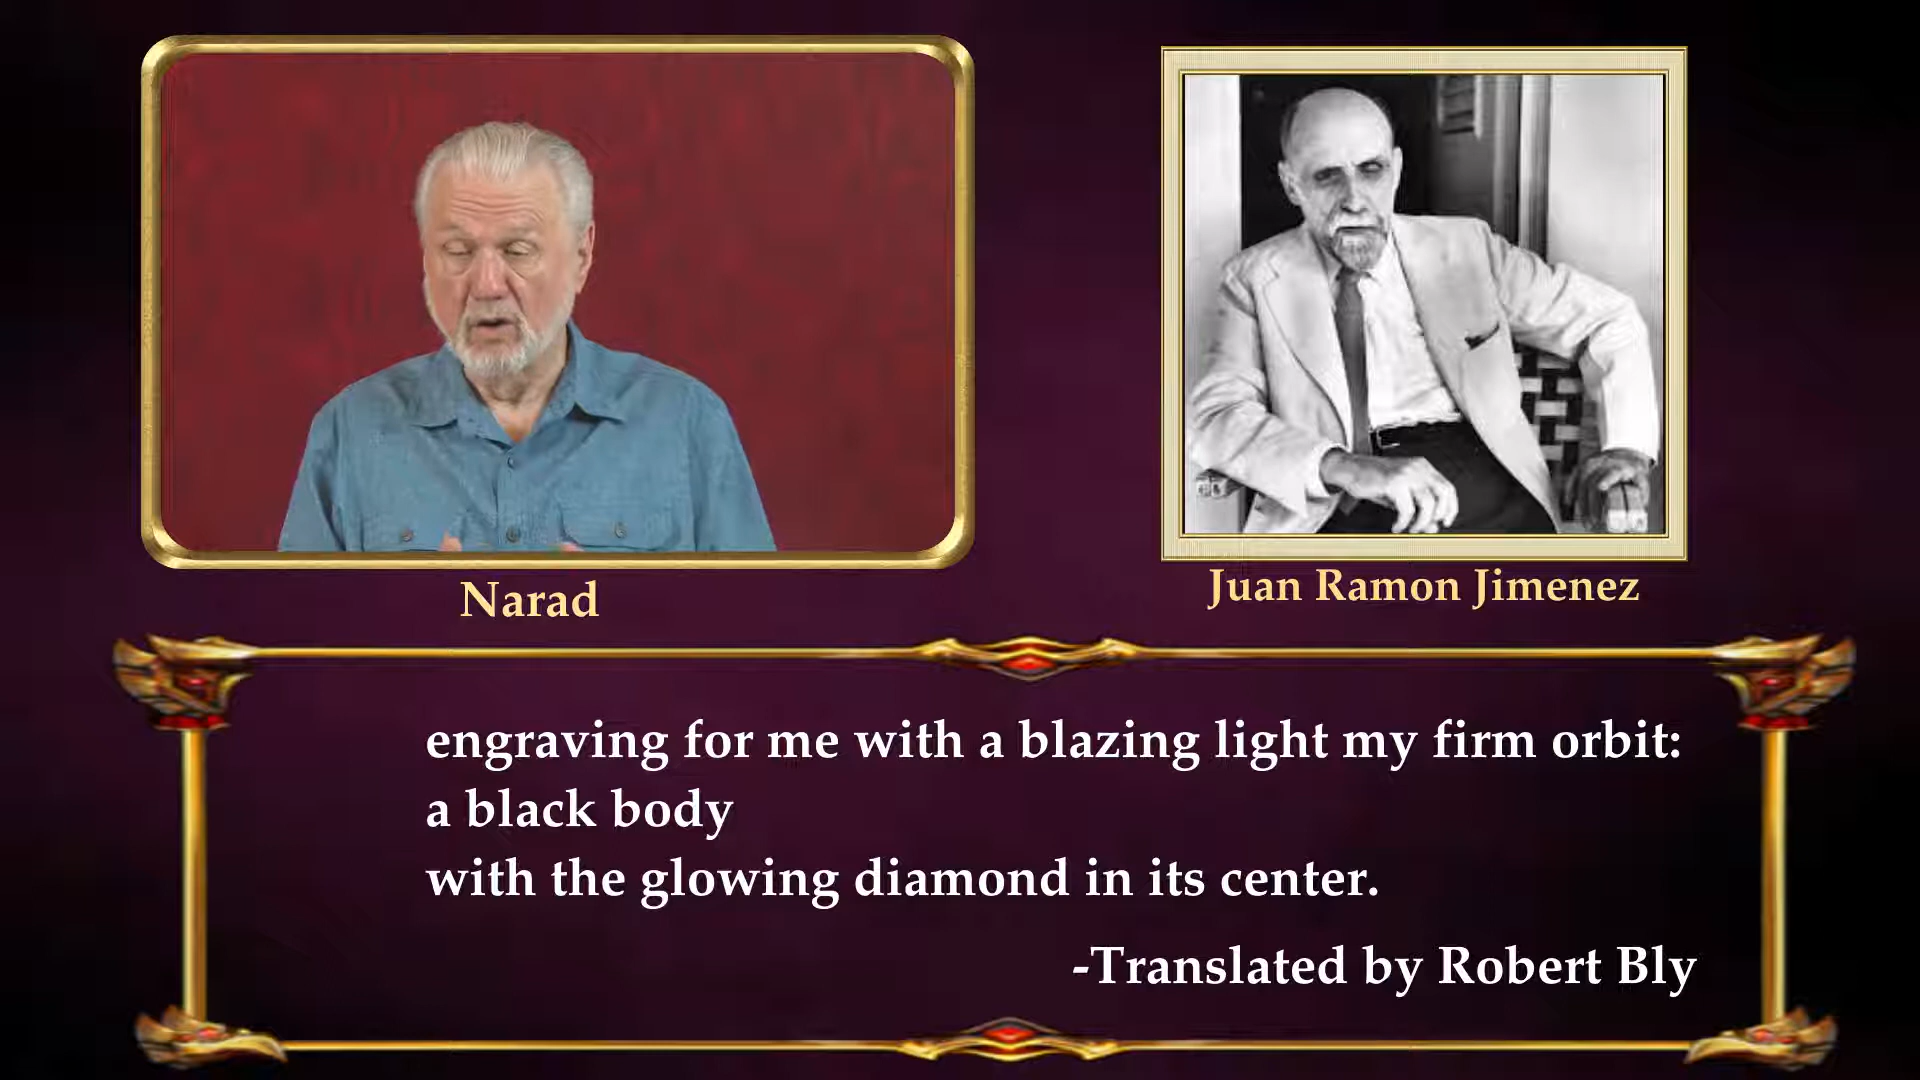 Narad
Juan Ramon Jimenez
engraving for me with a blazing light my firm orbit:
a black body
with the glowing diamond in its center.
-Translated by Robert Bly